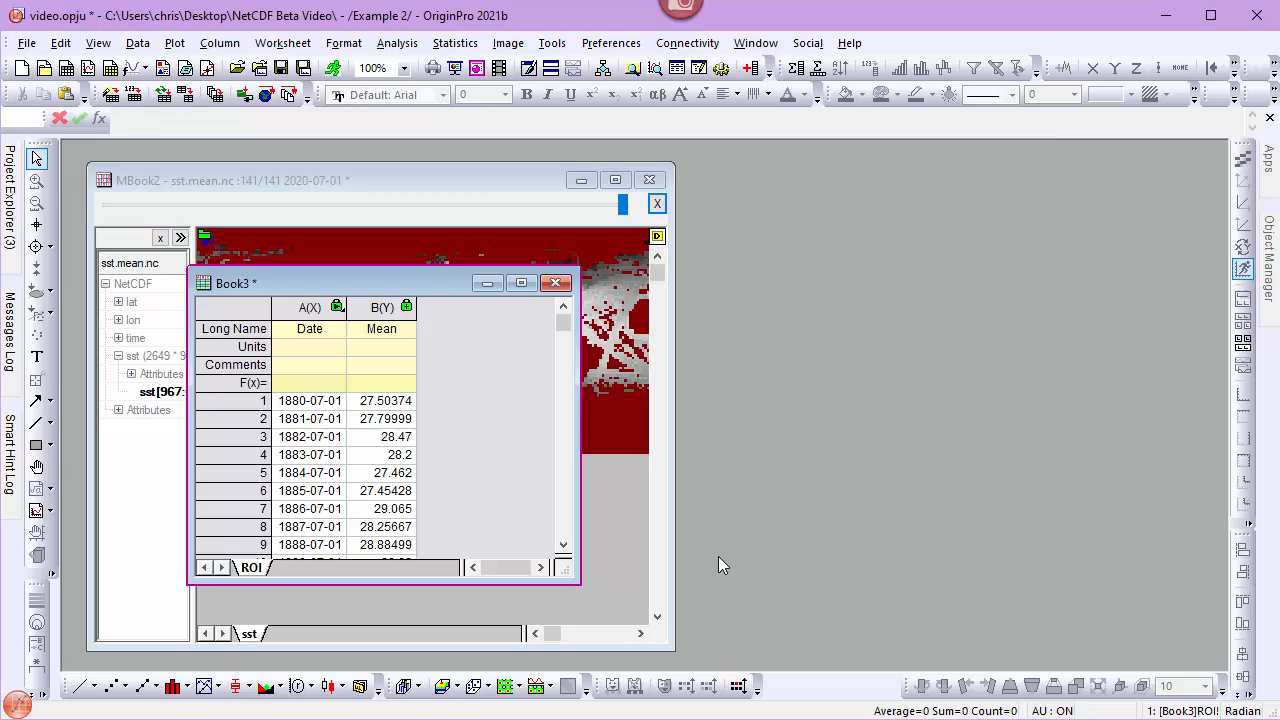 video.opju * - C:\Users\chris\Desktop\NetCDF Beta Video\ - /Example 2/ - OriginPro 2021b
File Edit View Data Plot Column Worksheet Format Analysis Statistics Image Tools Preferences Connectivity Window Social Help
100%
Default: Arial 0 B I U 0
fx
Project Explorer (3)
Messages Log
Smart Hint Log
Apps
Object Manager
MBook2 - sst.mean.nc :141/141 2020-07-01 *
X
x
D
sst.mean.nc
NetCDF
lat
lon
time
sst (2649 * 9
Attributes
sst[967:
Attributes
Book3 *
A(X) B(Y)
Long Name Date Mean
Units
Comments
F(x)=
1 1880-07-01 27.50374
2 1881-07-01 27.79999
3 1882-07-01 28.47
4 1883-07-01 28.2
5 1884-07-01 27.462
6 1885-07-01 27.45428
7 1886-07-01 29.065
8 1887-07-01 28.25667
9 1888-07-01 28.88499
ROI
sst
10
Average=0 Sum=0 Count=0 AU : ON 1: [Book3]ROI! Radian